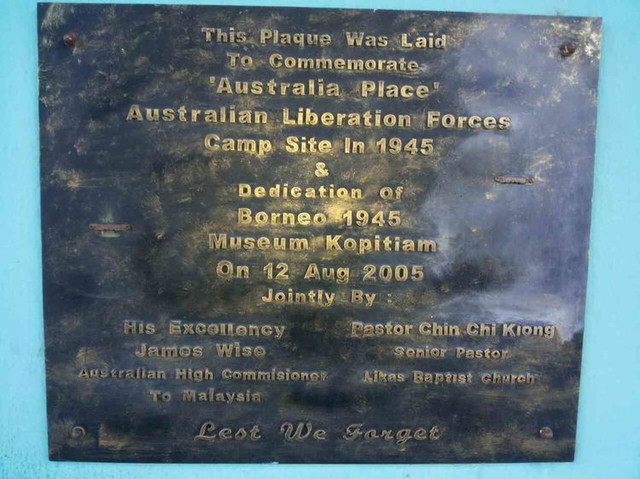 This Plaque Was Laid
To Commemorate
"Australia Place"
Australian Liberation Forces
Camp Site In 1945
&
Dedication Of
Borneo 1945
Museum Kopitiam
On 12 Aug 2005
Jointly By :
His Excellency
James Wise
Australian High Commisioner
To Malaysia
Pastor Chin Chi Kiong
Senior Pastor
Likas Baptist Church
Lest We Forget